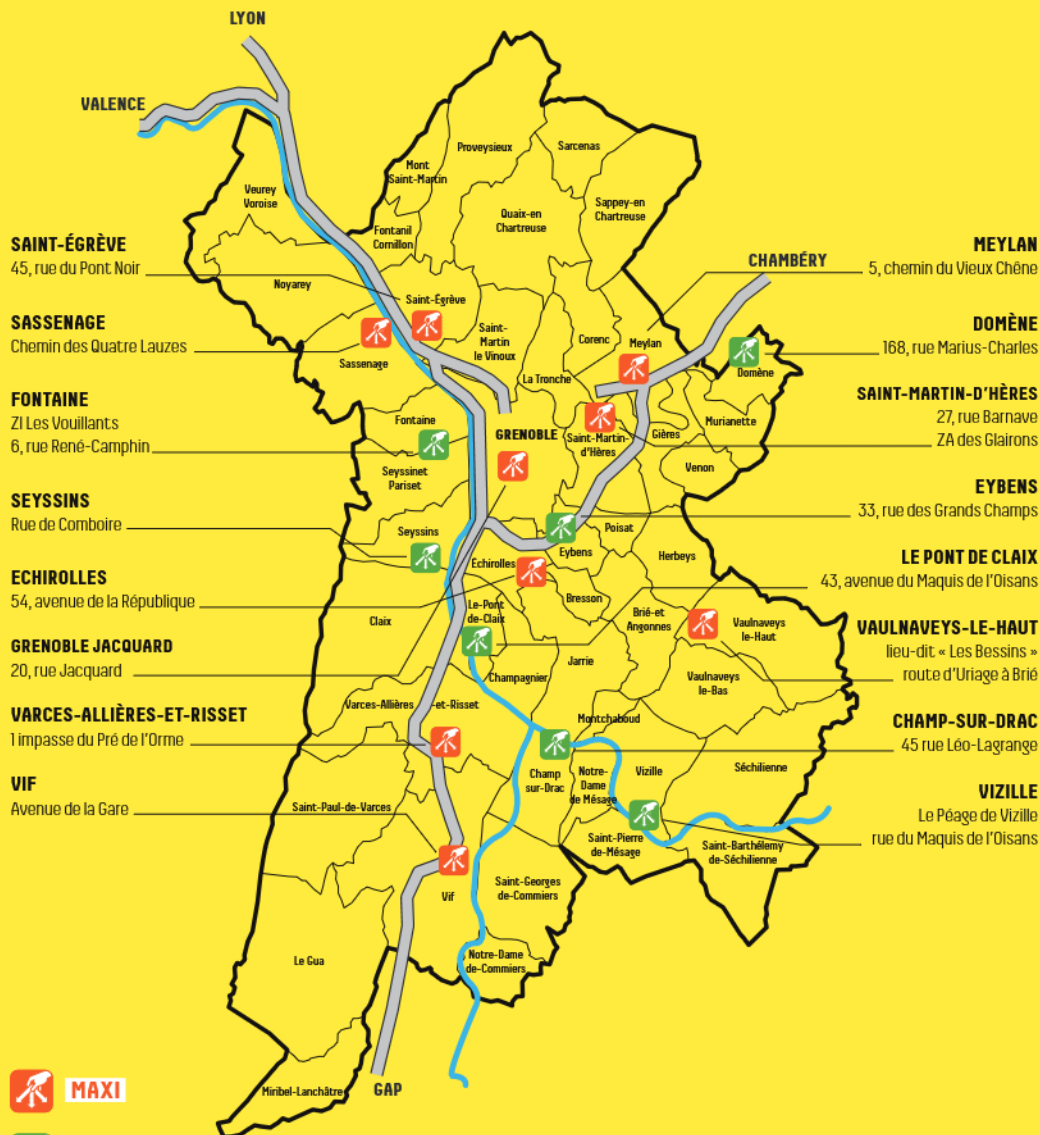 LYON
VALENCE
CHAMBÉRY
GAP
SAINT-ÉGRÈVE
45, rue du Pont Noir
SASSENAGE
Chemin des Quatre Lauzes
FONTAINE
ZI Les Vouillants
6, rue René-Camphin
SEYSSINS
Rue de Comboire
ECHIROLLES
54, avenue de la République
GRENOBLE JACQUARD
20, rue Jacquard
VARCES-ALLIÈRES-ET-RISSET
1 impasse du Pré de l'Orme
VIF
Avenue de la Gare
Proveysieux
Sarcenas
Mont
Saint-Martin
Sappey-en
Chartreuse
Veurey
Voroise
Quaix-en
Chartreuse
Fontanil
Cornillon
Noyarey
Saint-Égrève
Saint-
Martin
le Vinoux
Corenc
Meylan
Sassenage
La Tronche
Domène
Fontaine
GRENOBLE
Saint-Martin-
d'Hères
Gières
Murianette
Seyssinet
Pariset
Venon
Seyssins
Poisat
Echirolles
Eybens
Herbeys
Bresson
Le-Pont
de-Claix
Claix
Brié-et
Angonnes
Vaulnaveys
le-Haut
Jarrie
Champagnier
Vaulnaveys
le-Bas
Varces-Allières
-et-Risset
Montchaboud
Champ
sur-Drac
Notre-
Dame
de Mésage
Vizille
Séchilienne
Saint-Paul-de-Varces
Saint-Pierre
de-Mésage
Saint-Barthélemy
de-Séchilienne
Vif
Saint-Georges
de-Commiers
Le Gua
Notre-Dame
de-Commiers
Miribel-Lanchâtre
MEYLAN
5, chemin du Vieux Chêne
DOMÈNE
168, rue Marius-Charles
SAINT-MARTIN-D'HÈRES
27, rue Barnave
ZA des Glairons
EYBENS
33, rue des Grands Champs
LE PONT DE CLAIX
43, avenue du Maquis de l'Oisans
VAULNAVEYS-LE-HAUT
lieu-dit « Les Bessins »
route d'Uriage à Brié
CHAMP-SUR-DRAC
45 rue Léo-Lagrange
VIZILLE
Le Péage de Vizille
rue du Maquis de l'Oisans
MAXI